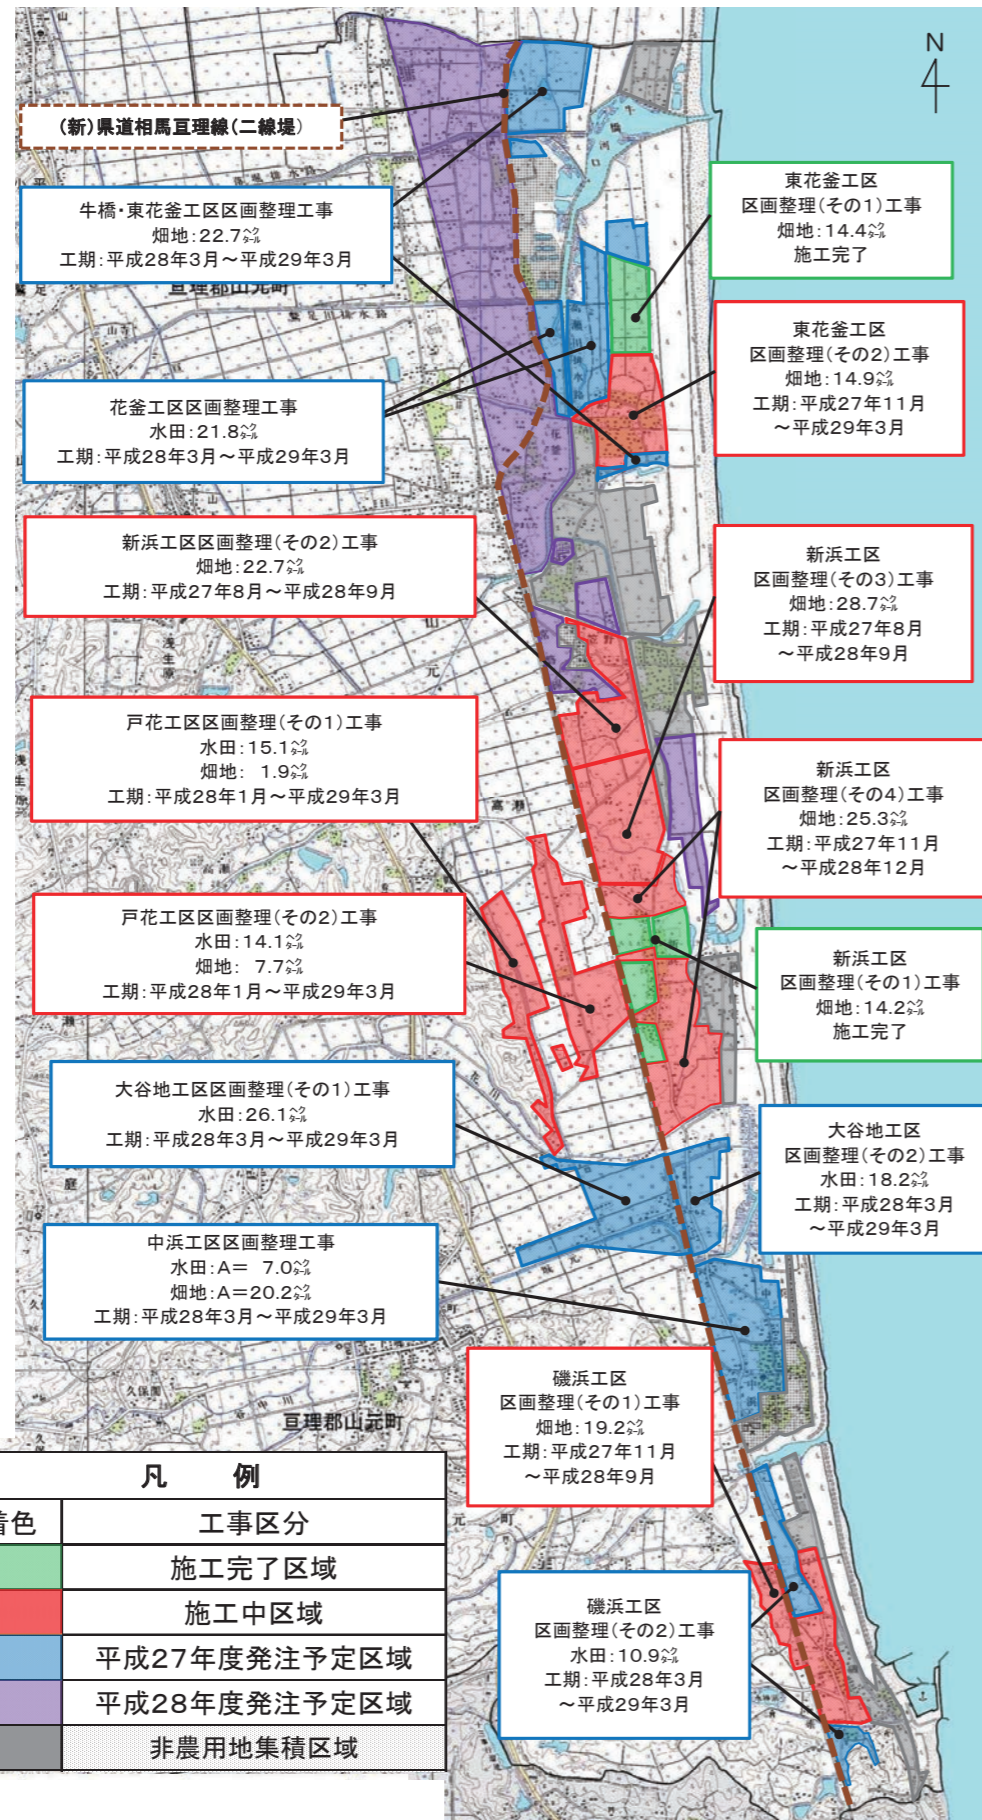 N
(新)県道相馬亘理線(二線堤)
牛橋・東花釜工区区画整理工事
畑地:22.7㌶
工期:平成28年3月～平成29年3月
亘理郡山元町
花釜工区区画整理工事
水田:21.8㌶
工期:平成28年3月～平成29年3月
東花釜工区
区画整理(その1)工事
畑地:14.4㌶
施工完了
東花釜工区
区画整理(その2)工事
畑地:14.9㌶
工期:平成27年11月
～平成29年3月
新浜工区区画整理(その2)工事
畑地:22.7㌶
工期:平成27年8月～平成28年9月
新浜工区
区画整理(その3)工事
畑地:28.7㌶
工期:平成27年8月
～平成28年9月
戸花工区区画整理(その1)工事
水田:15.1㌶
畑地: 1.9㌶
工期:平成28年1月～平成29年3月
新浜工区
区画整理(その4)工事
畑地:25.3㌶
工期:平成27年11月
～平成28年12月
高瀬
戸花工区区画整理(その2)工事
水田:14.1㌶
畑地: 7.7㌶
工期:平成28年1月～平成29年3月
新浜工区
区画整理(その1)工事
畑地:14.2㌶
施工完了
大谷地工区区画整理(その1)工事
水田:26.1㌶
工期:平成28年3月～平成29年3月
大谷地工区
区画整理(その2)工事
水田:18.2㌶
工期:平成28年3月
～平成29年3月
中浜工区区画整理工事
水田:A= 7.0㌶
畑地:A=20.2㌶
工期:平成28年3月～平成29年3月
磯浜工区
区画整理(その1)工事
畑地:19.2㌶
工期:平成27年11月
～平成28年9月
亘理郡山元町
磯浜工区
区画整理(その2)工事
水田:10.9㌶
工期:平成28年3月
～平成29年3月
凡 例
着色 工事区分
施工完了区域
施工中区域
平成27年度発注予定区域
平成28年度発注予定区域
非農用地集積区域